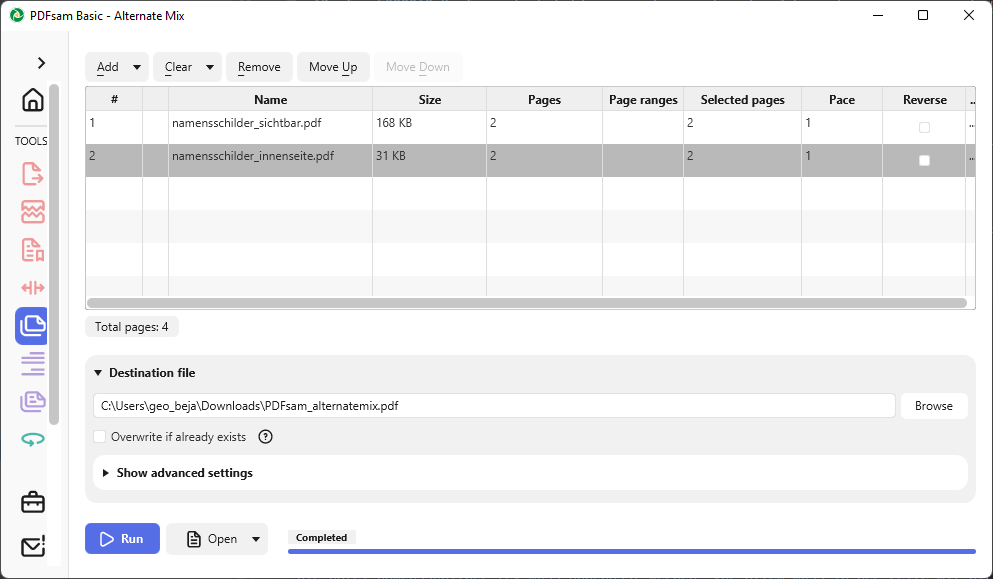 PDFsam Basic - Alternate Mix
Add Clear Remove Move Up Move Down
# Name Size Pages Page ranges Selected pages Pace Reverse ..
1 namensschilder_sichtbar.pdf 168 KB 2 2 1 ...
2 namensschilder_innenseite.pdf 31 KB 2 2 1 ...
TOOLS
Total pages: 4
Destination file
C:\Users\geo_beja\Downloads\PDFsam_alternatemix.pdf Browse
Overwrite if already exists ?
Show advanced settings
Run Open Completed